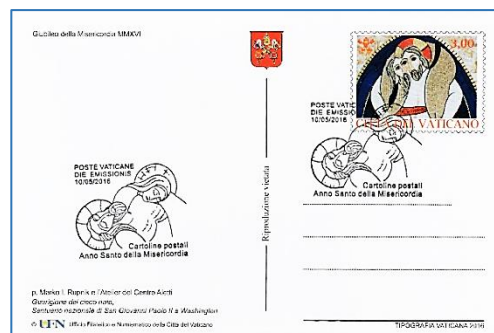 Giubileo della Misericordia MMXVI
3,00
CITTÀ DEL VATICANO
POSTE VATICANE
DIE EMISSIONIS
10/05/2016
Cartoline postali
Anno Santo della Misericordia
POSTE VATIC
DIE EMISSIONIS
10/05/2016
Cartoline postali
Anno Santo della Misericordia
Riproduzione vietata
p. Marko I. Rupnik e l'Atelier del Centro Aletti
Guarigione del cieco nato,
Santuario nazionale di San Giovanni Paolo II a Washington
© UFN Ufficio Filatelico e Numismatico della Città del Vaticano
TIPOGRAFIA VATICANA 2016